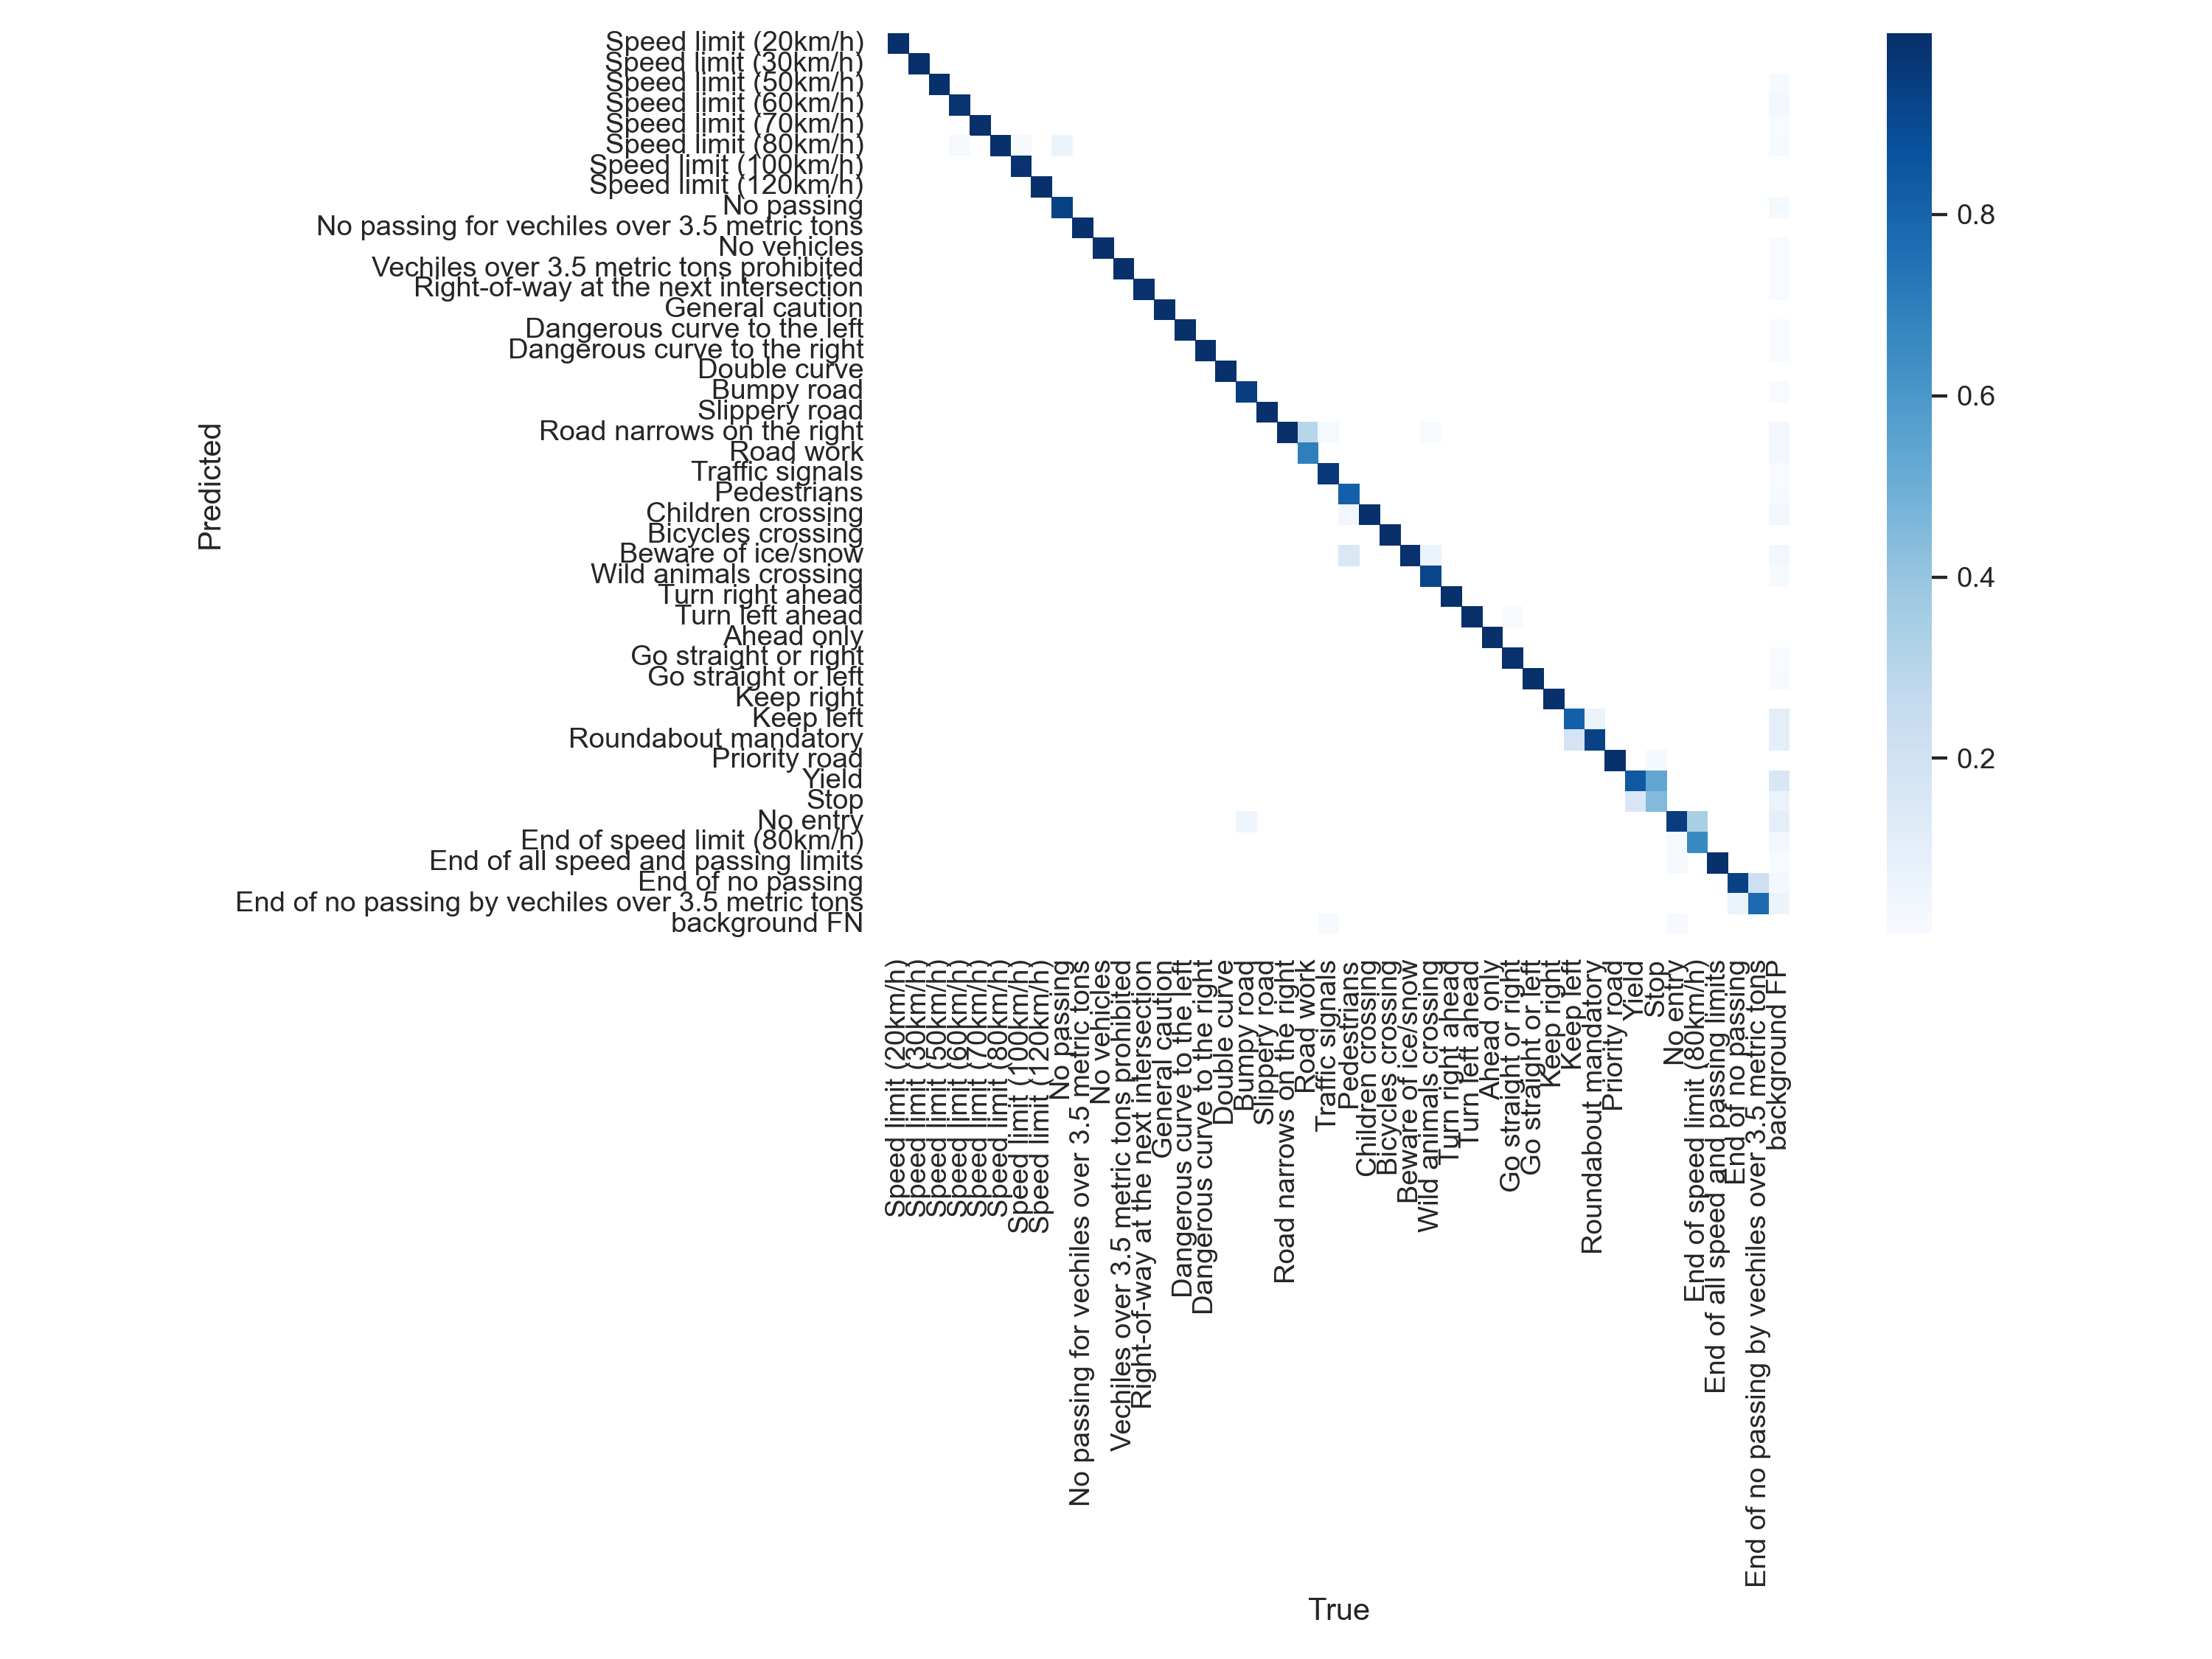 Speed limit (20km/h)
Speed limit (30km/h)
Speed limit (50km/h)
Speed limit (60km/h)
Speed limit (70km/h)
Speed limit (80km/h)
Speed limit (100km/h)
Speed limit (120km/h)
No passing
No passing for vechiles over 3.5 metric tons
No vehicles
Vechiles over 3.5 metric tons prohibited
Right-of-way at the next intersection
General caution
Dangerous curve to the left
Dangerous curve to the right
Double curve
Bumpy road
Slippery road
Road narrows on the right
Road work
Traffic signals
Pedestrians
Children crossing
Bicycles crossing
Beware of ice/snow
Wild animals crossing
Turn right ahead
Turn left ahead
Ahead only
Go straight or right
Go straight or left
Keep right
Keep left
Roundabout mandatory
Priority road
Yield
Stop
No entry
End of speed limit (80km/h)
End of all speed and passing limits
End of no passing
End of no passing by vechiles over 3.5 metric tons
background FN
Predicted
0.8
0.6
0.4
0.2
Speed limit (20km/h)
Speed limit (30km/h)
Speed limit (50km/h)
Speed limit (60km/h)
Speed limit (70km/h)
Speed limit (80km/h)
Speed limit (100km/h)
Speed limit (120km/h)
No passing
No passing for vechiles over 3.5 metric tons
No vehicles
Vechiles over 3.5 metric tons prohibited
Right-of-way at the next intersection
General caution
Dangerous curve to the left
Dangerous curve to the right
Double curve
Bumpy road
Slippery road
Road narrows on the right
Road work
Traffic signals
Pedestrians
Children crossing
Bicycles crossing
Beware of ice/snow
Wild animals crossing
Turn right ahead
Turn left ahead
Ahead only
Go straight or right
Go straight or left
Keep right
Keep left
Roundabout mandatory
Priority road
Yield
Stop
No entry
End of speed limit (80km/h)
End of all speed and passing limits
End of no passing
End of no passing by vechiles over 3.5 metric tons
background FP
True